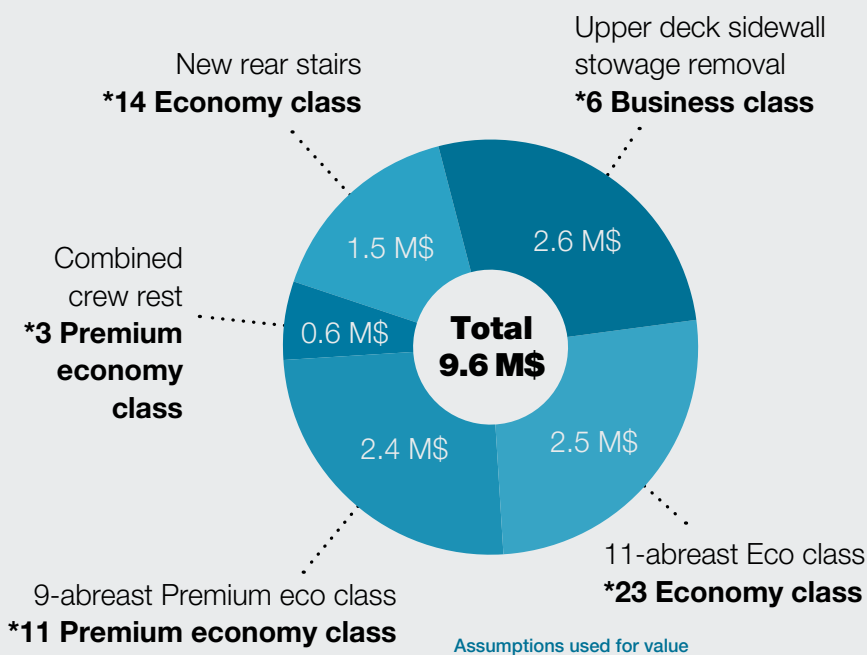 New rear stairs
*14 Economy class
Upper deck sidewall
stowage removal
*6 Business class
1.5 M$
2.6 M$
Combined
crew rest
*3 Premium
economy
class
0.6 M$
Total
9.6 M$
2.4 M$
2.5 M$
11-abreast Eco class
*23 Economy class
9-abreast Premium eco class
*11 Premium economy class
Assumptions used for value